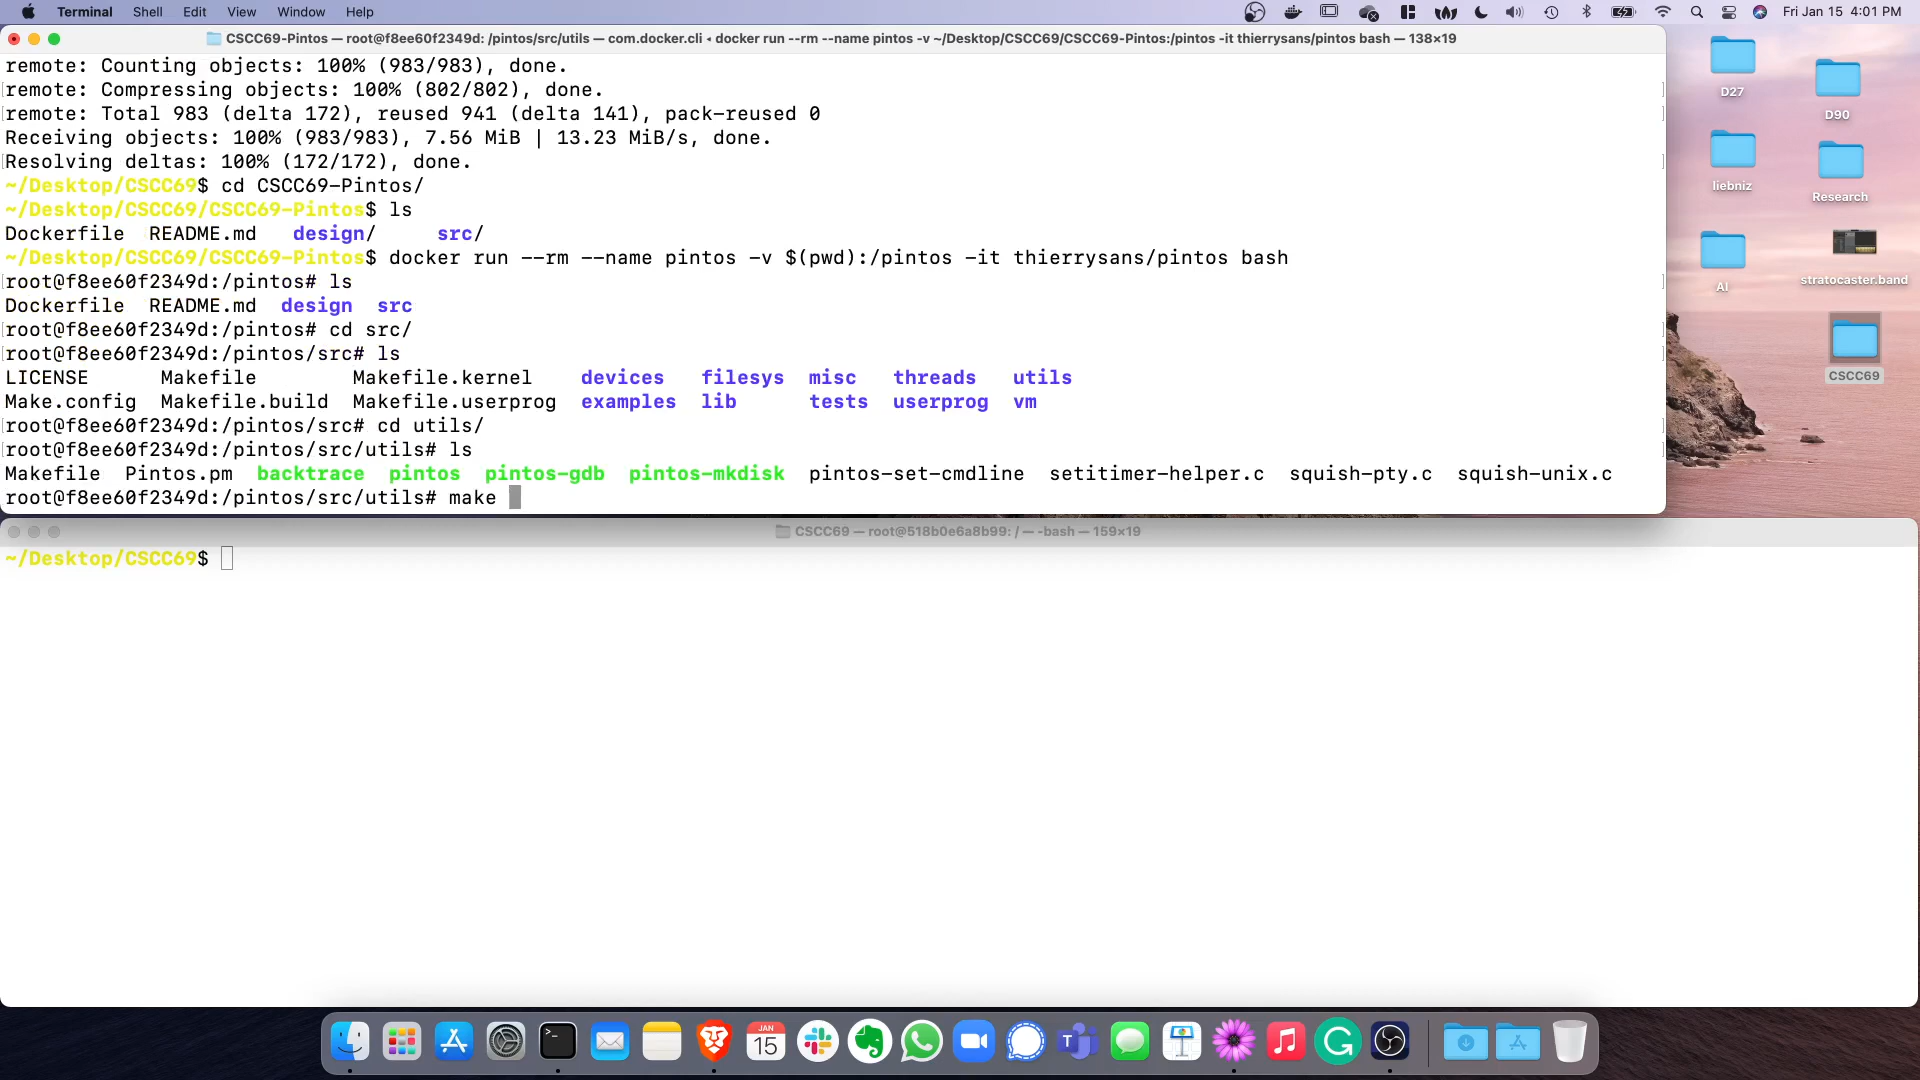 Terminal Shell Edit View Window Help Fri Jan 15 4:01 PM
CSCC69-Pintos — root@f8ee60f2349d: /pintos/src/utils — com.docker.cli ◂ docker run --rm --name pintos -v ~/Desktop/CSCC69/CSCC69-Pintos:/pintos -it thierrysans/pintos bash — 138×19
remote: Counting objects: 100% (983/983), done.
remote: Compressing objects: 100% (802/802), done.
remote: Total 983 (delta 172), reused 941 (delta 141), pack-reused 0
Receiving objects: 100% (983/983), 7.56 MiB | 13.23 MiB/s, done.
Resolving deltas: 100% (172/172), done.
~/Desktop/CSCC69$ cd CSCC69-Pintos/
~/Desktop/CSCC69/CSCC69-Pintos$ ls
Dockerfile README.md design/ src/
~/Desktop/CSCC69/CSCC69-Pintos$ docker run --rm --name pintos -v $(pwd):/pintos -it thierrysans/pintos bash
root@f8ee60f2349d:/pintos# ls
Dockerfile README.md design src
root@f8ee60f2349d:/pintos# cd src/
root@f8ee60f2349d:/pintos/src# ls
LICENSE Makefile Makefile.kernel devices filesys misc threads utils
Make.config Makefile.build Makefile.userprog examples lib tests userprog vm
root@f8ee60f2349d:/pintos/src# cd utils/
root@f8ee60f2349d:/pintos/src/utils# ls
Makefile Pintos.pm backtrace pintos pintos-gdb pintos-mkdisk pintos-set-cmdline setitimer-helper.c squish-pty.c squish-unix.c
root@f8ee60f2349d:/pintos/src/utils# make
CSCC69 — root@518b0e6a8b99: / — -bash — 159×19
~/Desktop/CSCC69$
D27
D90
liebniz
Research
AI
stratocaster.band
CSCC69
JAN
15